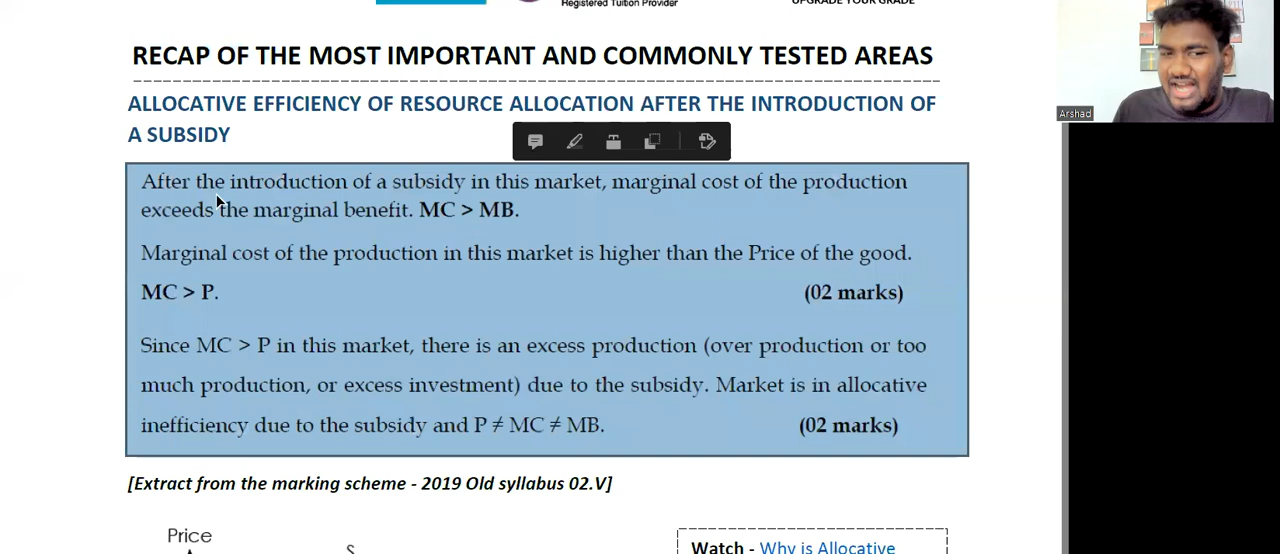 Registered Tuition Provider
UPGRADE YOUR GRADE
RECAP OF THE MOST IMPORTANT AND COMMONLY TESTED AREAS
ALLOCATIVE EFFICIENCY OF RESOURCE ALLOCATION AFTER THE INTRODUCTION OF
A SUBSIDY
Arshad
After the introduction of a subsidy in this market, marginal cost of the production
exceeds the marginal benefit. MC > MB.
Marginal cost of the production in this market is higher than the Price of the good.
MC > P. (02 marks)
Since MC > P in this market, there is an excess production (over production or too
much production, or excess investment) due to the subsidy. Market is in allocative
inefficiency due to the subsidy and P ≠ MC ≠ MB. (02 marks)
[Extract from the marking scheme - 2019 Old syllabus 02.V]
Price
S
Watch - Why is Allocative